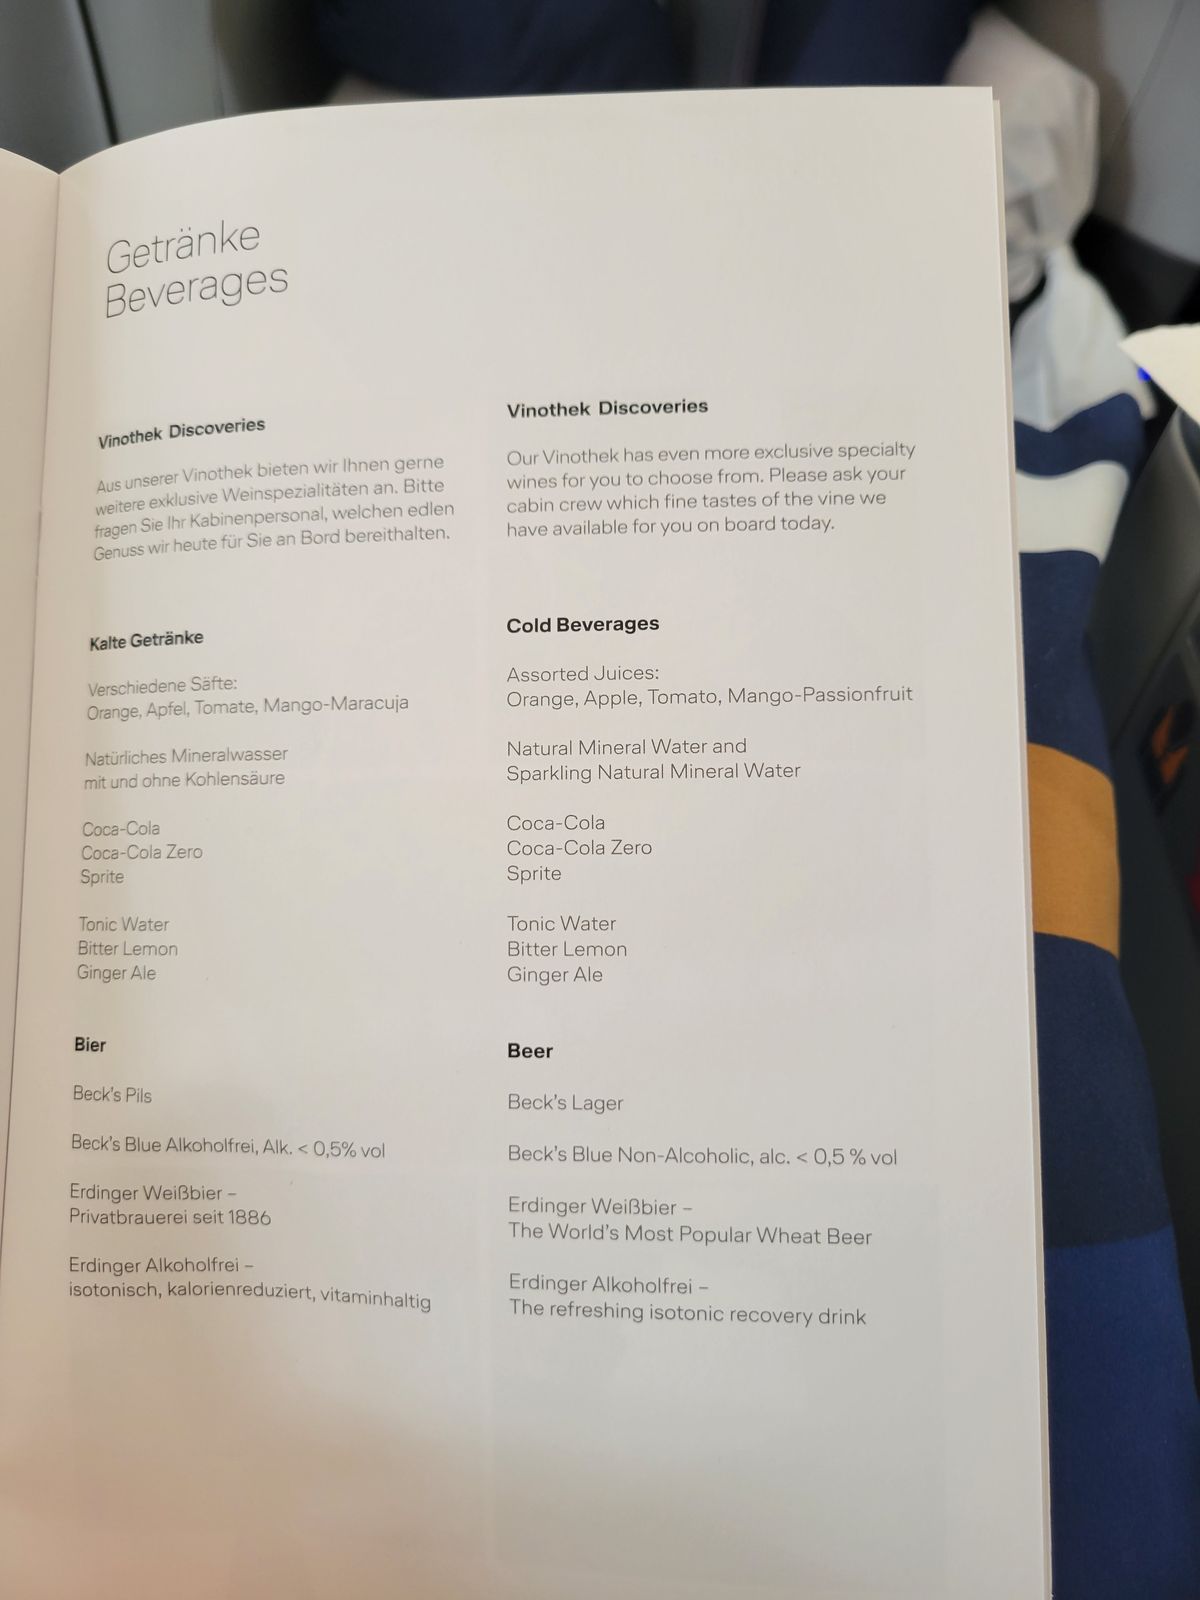 Getränke
Beverages
Vinothek Discoveries
Aus unserer Vinothek bieten wir Ihnen gerne
weitere exklusive Weinspezialitäten an. Bitte
fragen Sie Ihr Kabinenpersonal, welchen edlen
Genuss wir heute für Sie an Bord bereithalten.
Kalte Getränke
Verschiedene Säfte:
Orange, Apfel, Tomate, Mango-Maracuja
Natürliches Mineralwasser
mit und ohne Kohlensäure
Coca-Cola
Coca-Cola Zero
Sprite
Tonic Water
Bitter Lemon
Ginger Ale
Bier
Beck's Pils
Beck's Blue Alkoholfrei, Alk. < 0,5% vol
Erdinger Weißbier –
Privatbrauerei seit 1886
Erdinger Alkoholfrei –
isotonisch, kalorienreduziert, vitaminhaltig
Vinothek Discoveries
Our Vinothek has even more exclusive specialty
wines for you to choose from. Please ask your
cabin crew which fine tastes of the vine we
have available for you on board today.
Cold Beverages
Assorted Juices:
Orange, Apple, Tomato, Mango-Passionfruit
Natural Mineral Water and
Sparkling Natural Mineral Water
Coca-Cola
Coca-Cola Zero
Sprite
Tonic Water
Bitter Lemon
Ginger Ale
Beer
Beck's Lager
Beck's Blue Non-Alcoholic, alc. < 0,5 % vol
Erdinger Weißbier –
The World's Most Popular Wheat Beer
Erdinger Alkoholfrei –
The refreshing isotonic recovery drink